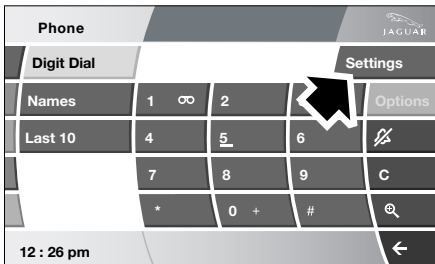 Phone JAGUAR
Digit Dial Settings
Names 1 2 Options
Last 10 4 5 6
7 8 9 C
* 0 + #
12 : 26 pm